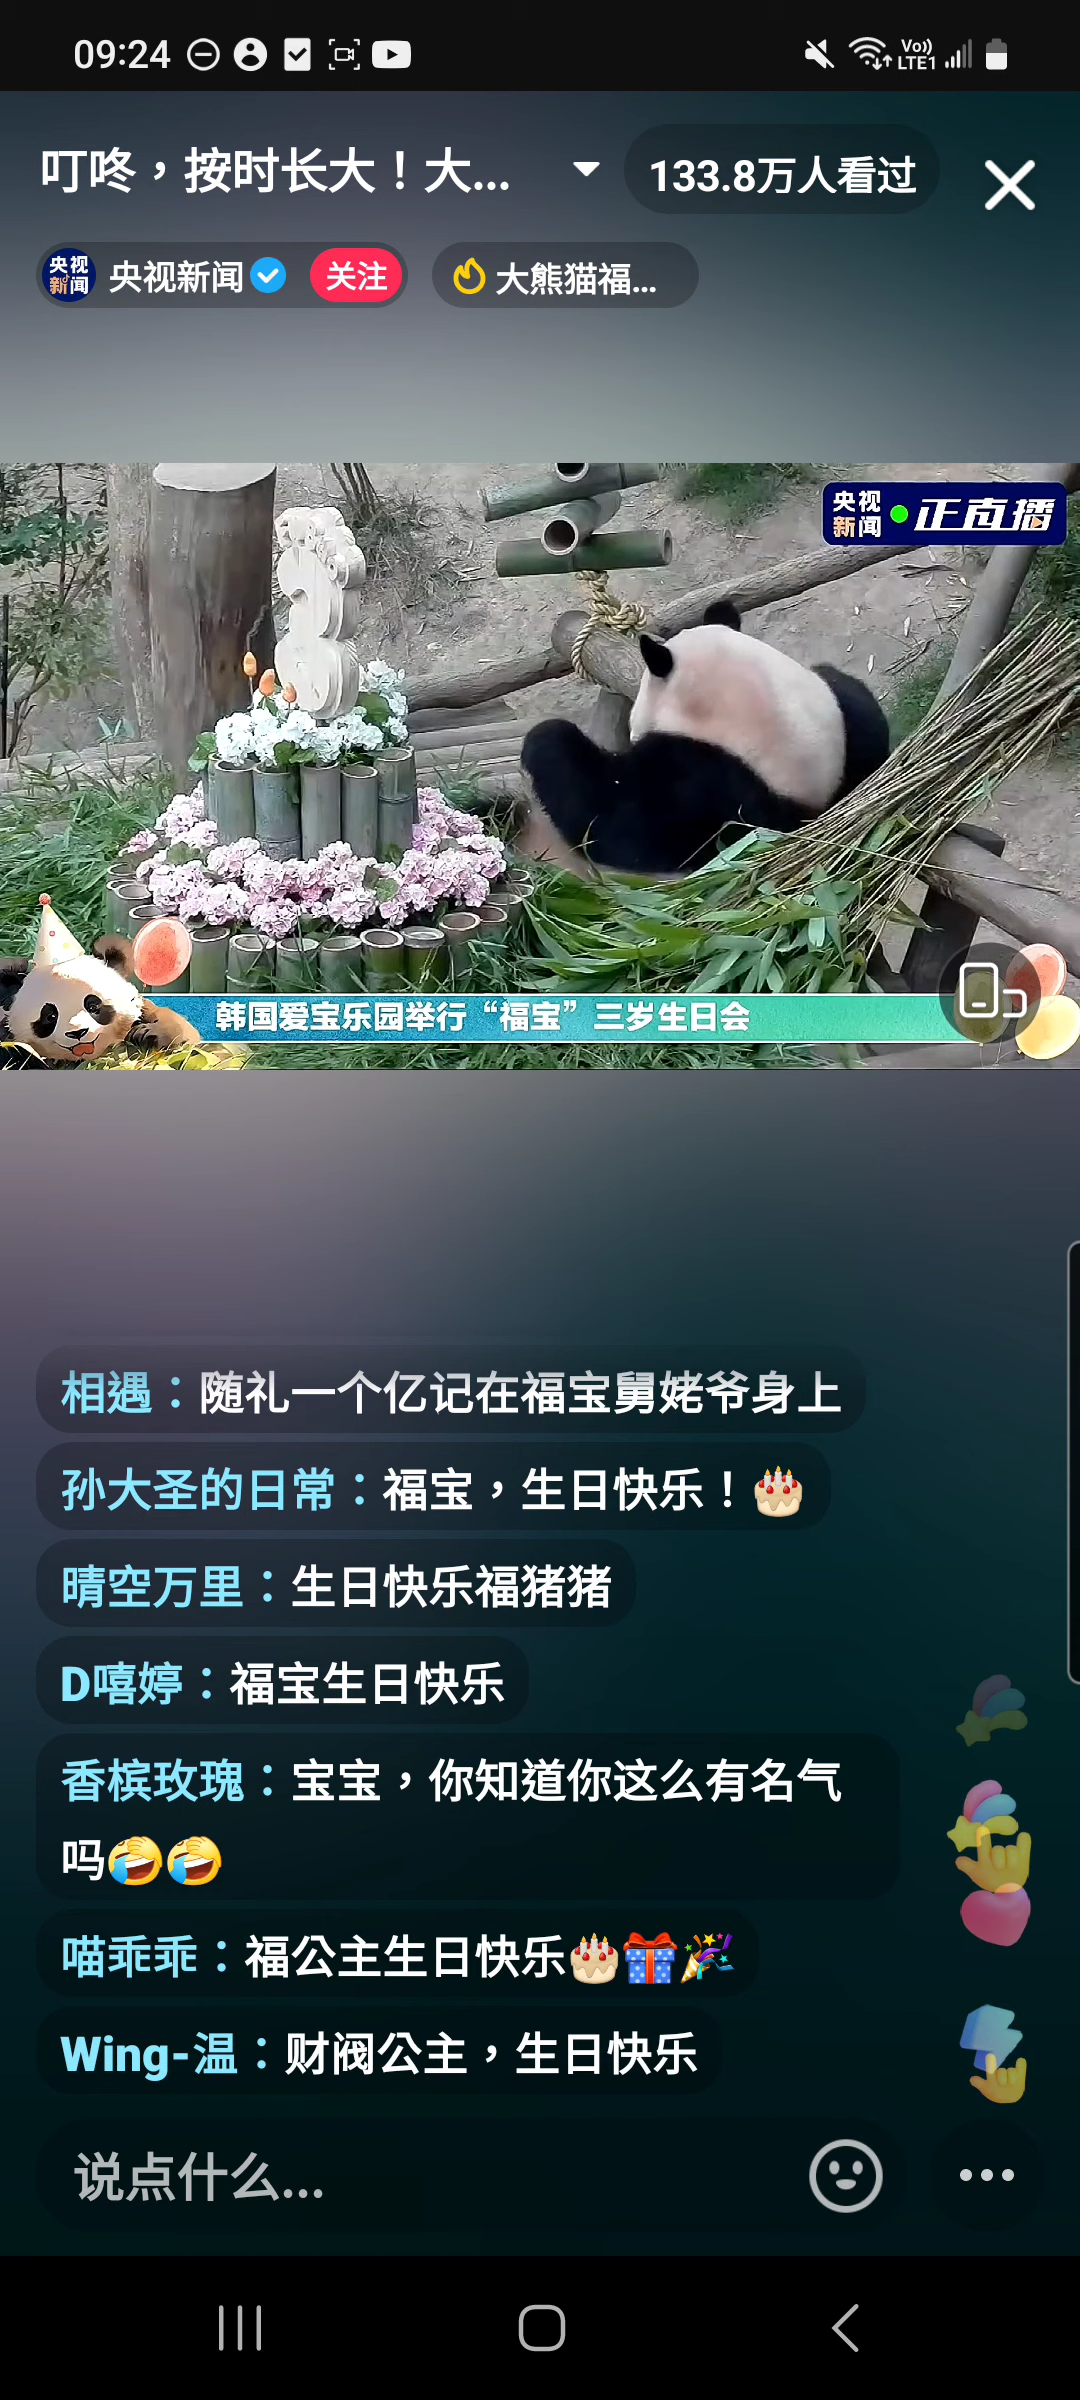 09:24
Vo)) LTE1
叮咚，按时长大！大...
133.8万人看过
央视新闻
央视新闻
关注
大熊猫福...
央视新闻
正直播
韩国爱宝乐园举行“福宝”三岁生日会
相遇：随礼一个亿记在福宝舅姥爷身上
孙大圣的日常：福宝，生日快乐！🎂
晴空万里：生日快乐福猪猪
D嘻婷：福宝生日快乐
香槟玫瑰：宝宝，你知道你这么有名气
吗🤣🤣
喵乖乖：福公主生日快乐🎂🎁🎉
Wing-温：财阀公主，生日快乐
说点什么...